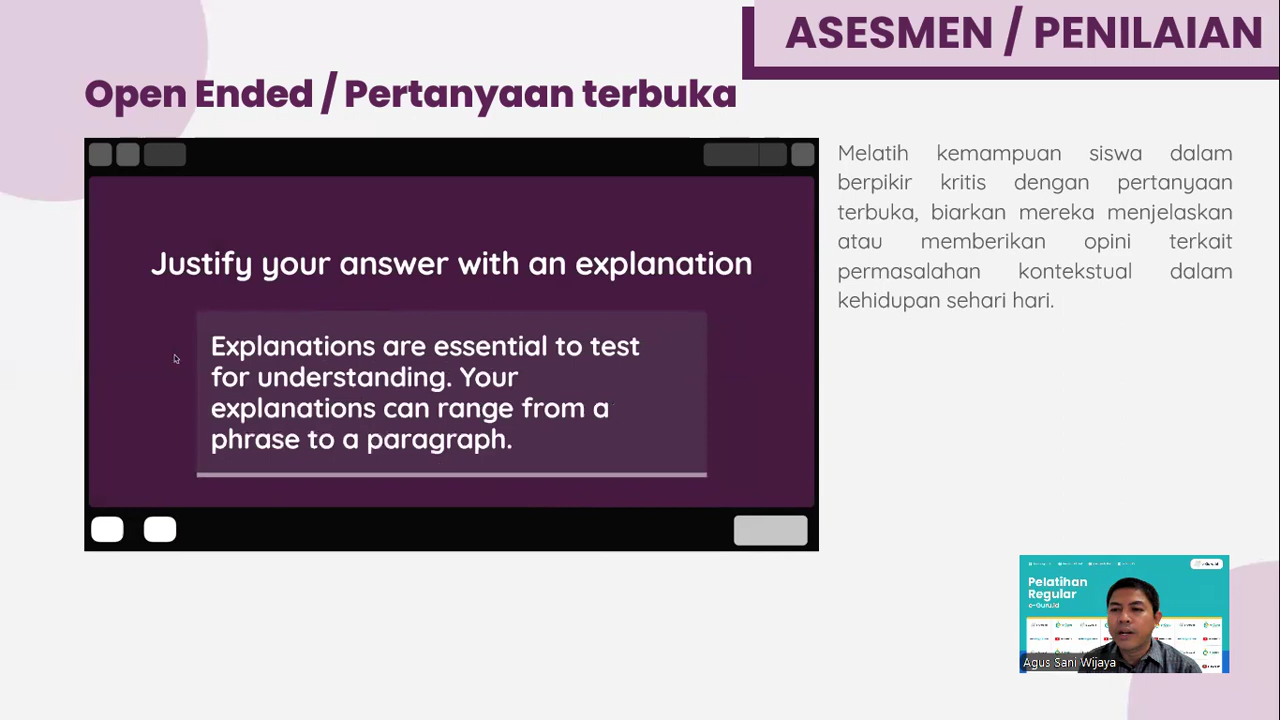 ASESMEN / PENILAIAN
Open Ended / Pertanyaan terbuka
Justify your answer with an explanation
Explanations are essential to test
for understanding. Your
explanations can range from a
phrase to a paragraph.
Melatih kemampuan siswa dalam
berpikir kritis dengan pertanyaan
terbuka, biarkan mereka menjelaskan
atau memberikan opini terkait
permasalahan kontekstual dalam
kehidupan sehari hari.
Pelatihan
Regular
e-Guru.id
Agus Sani Wijaya